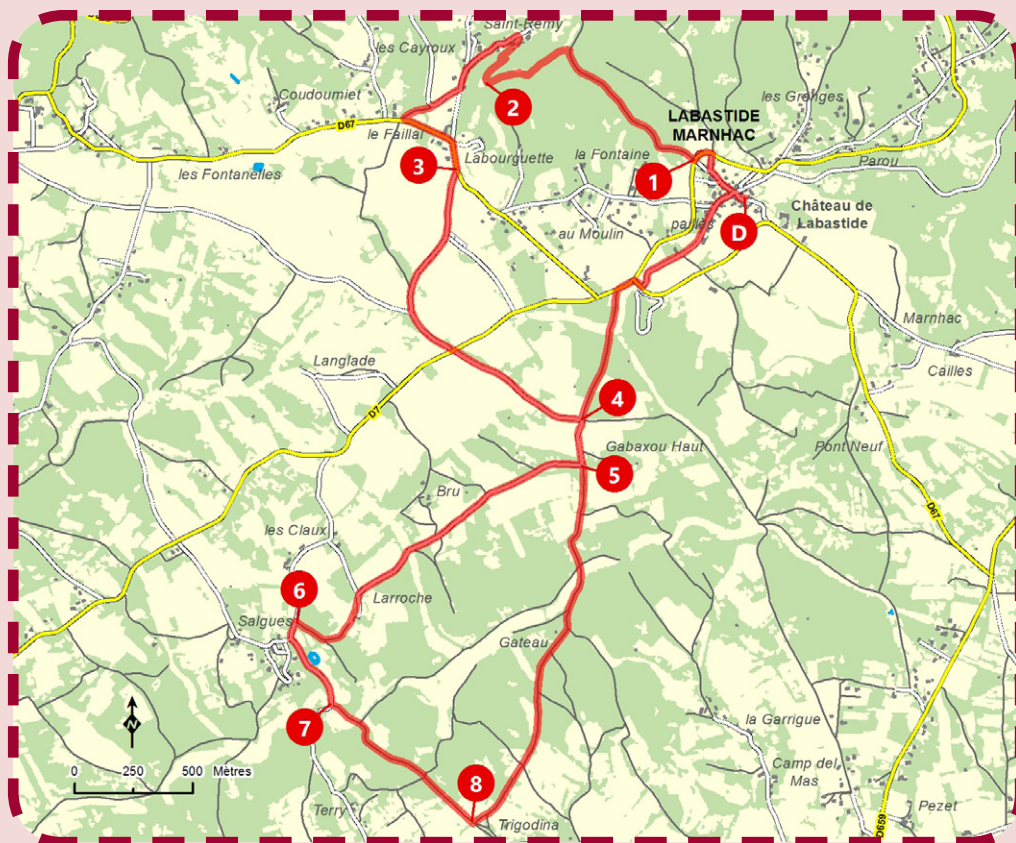 Saint-Rémy
les Cayroux
Coudoumiet
2
les Grenges
LABASTIDE
MARNHAC
D67
le Faillal
Labourguette
la Fontaine
Parou
les Fontanelles
3
1
Château de
Labastide
paillès
au Moulin
D
Marnhac
Langlade
Cailles
D7
4
Gabaxou Haut
Pont Neuf
5
Bru
D67
les Claux
6
Larroche
Salgues
Gateau
7
la Garrigue
N
0 250 500 Mètres
8
Camp del
Mas
Terry
Trigodina
Pezet
D659